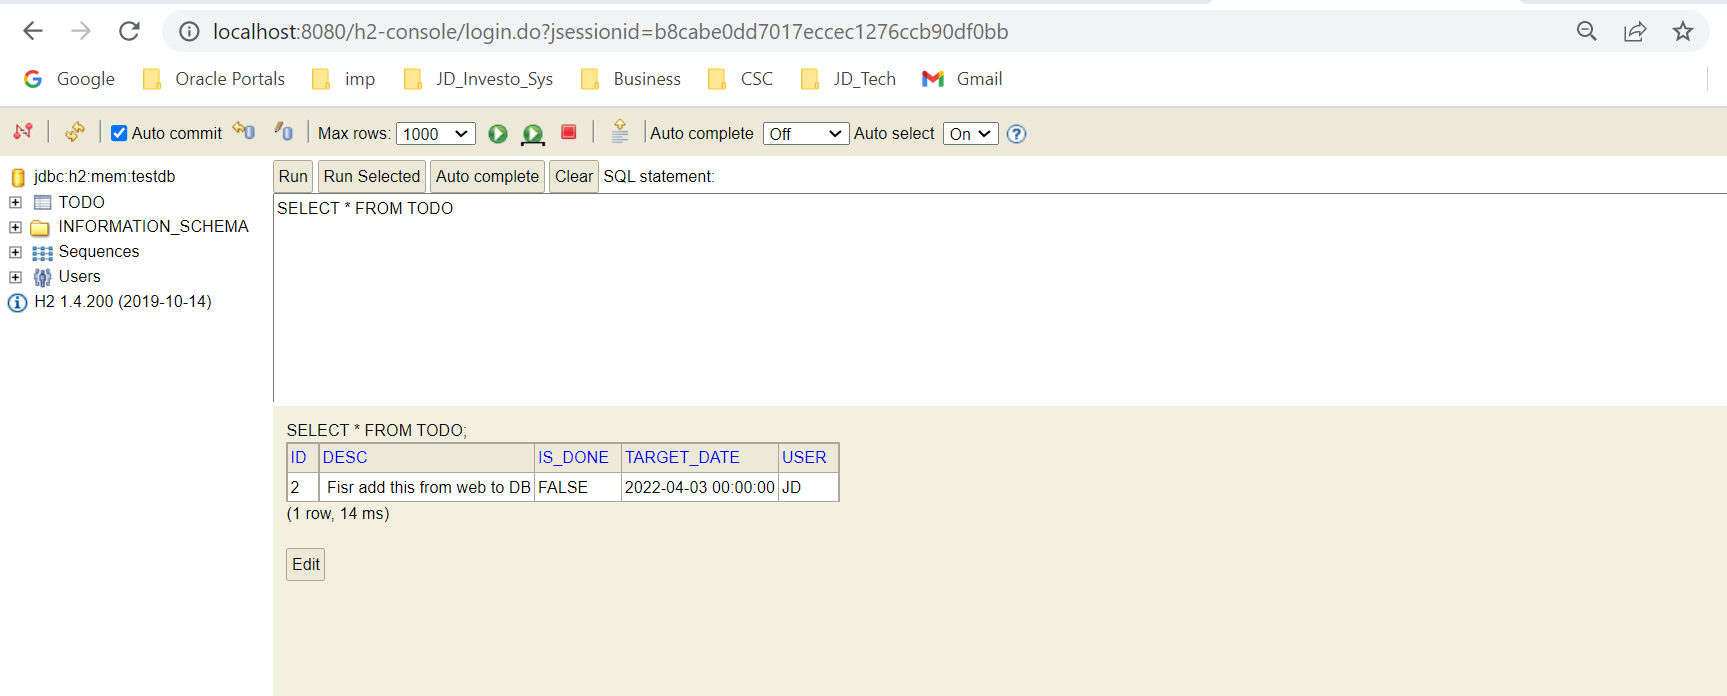 localhost:8080/h2-console/login.do?jsessionid=b8cabe0dd7017eccec1276ccb90df0bb
Google Oracle Portals imp JD_Investo_Sys Business CSC JD_Tech Gmail
Auto commit Max rows: 1000 Auto complete Off Auto select On
jdbc:h2:mem:testdb
TODO
INFORMATION_SCHEMA
Sequences
Users
H2 1.4.200 (2019-10-14)
Run Run Selected Auto complete Clear SQL statement:
SELECT * FROM TODO
SELECT * FROM TODO;
ID DESC IS_DONE TARGET_DATE USER
2 Fisr add this from web to DB FALSE 2022-04-03 00:00:00 JD
(1 row, 14 ms)
Edit